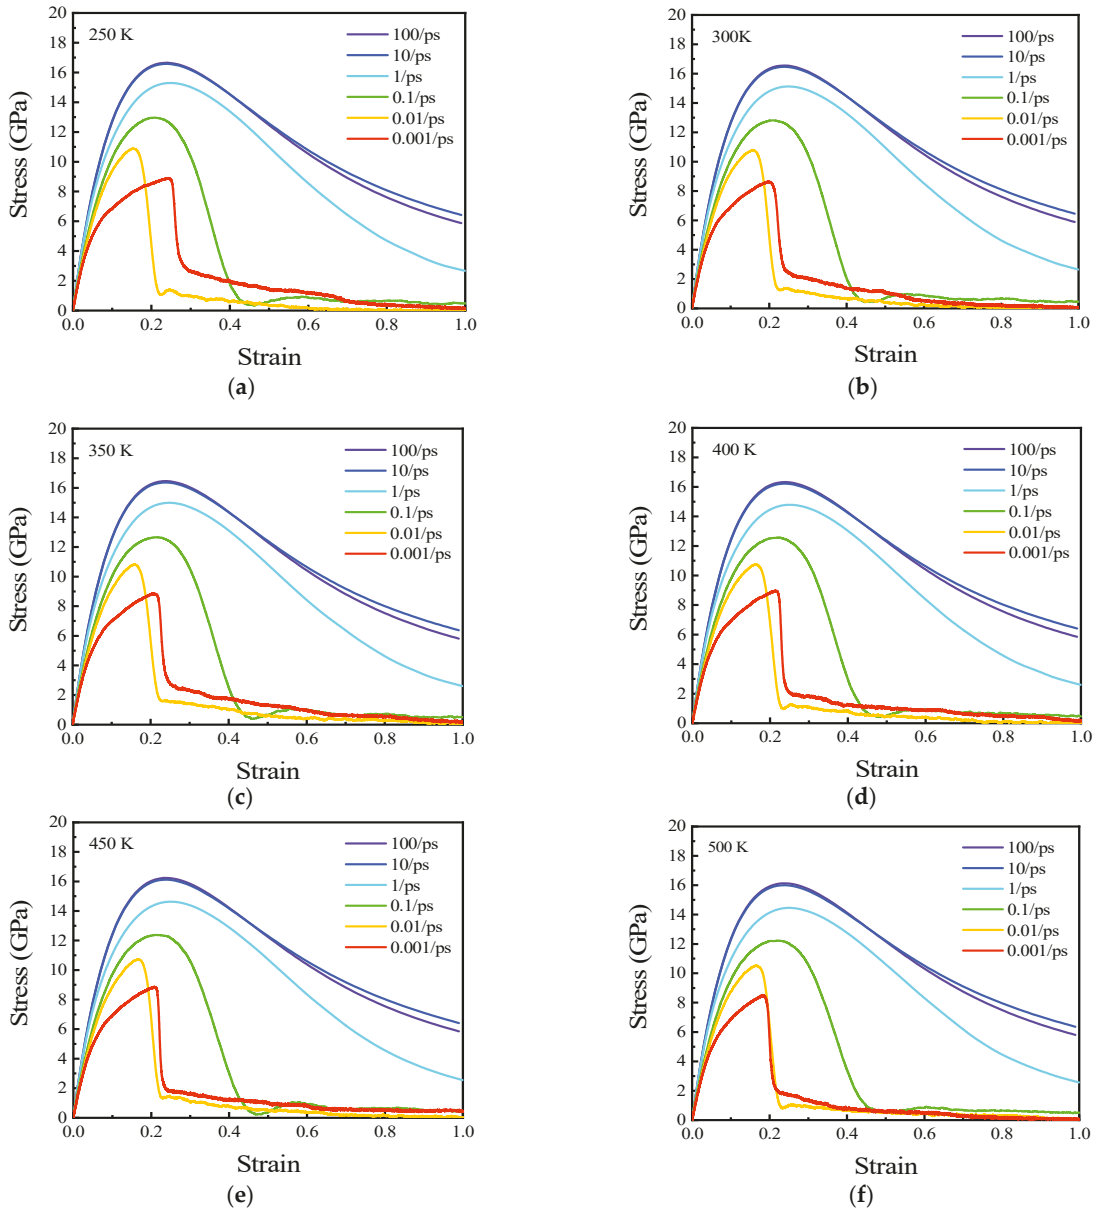 20
18
16
14
12
10
8
6
4
2
0
Stress (GPa)
250 K
100/ps
10/ps
1/ps
0.1/ps
0.01/ps
0.001/ps
0.0 0.2 0.4 0.6 0.8 1.0
Strain
(a)
20
18
16
14
12
10
8
6
4
2
0
Stress (GPa)
300K
100/ps
10/ps
1/ps
0.1/ps
0.01/ps
0.001/ps
0.0 0.2 0.4 0.6 0.8 1.0
Strain
(b)
20
18
16
14
12
10
8
6
4
2
0
Stress (GPa)
350 K
100/ps
10/ps
1/ps
0.1/ps
0.01/ps
0.001/ps
0.0 0.2 0.4 0.6 0.8 1.0
Strain
(c)
20
18
16
14
12
10
8
6
4
2
0
Stress (GPa)
400 K
100/ps
10/ps
1/ps
0.1/ps
0.01/ps
0.001/ps
0.0 0.2 0.4 0.6 0.8 1.0
Strain
(d)
20
18
16
14
12
10
8
6
4
2
0
Stress (GPa)
450 K
100/ps
10/ps
1/ps
0.1/ps
0.01/ps
0.001/ps
0.0 0.2 0.4 0.6 0.8 1.0
Strain
(e)
20
18
16
14
12
10
8
6
4
2
0
Stress (GPa)
500 K
100/ps
10/ps
1/ps
0.1/ps
0.01/ps
0.001/ps
0.0 0.2 0.4 0.6 0.8 1.0
Strain
(f)